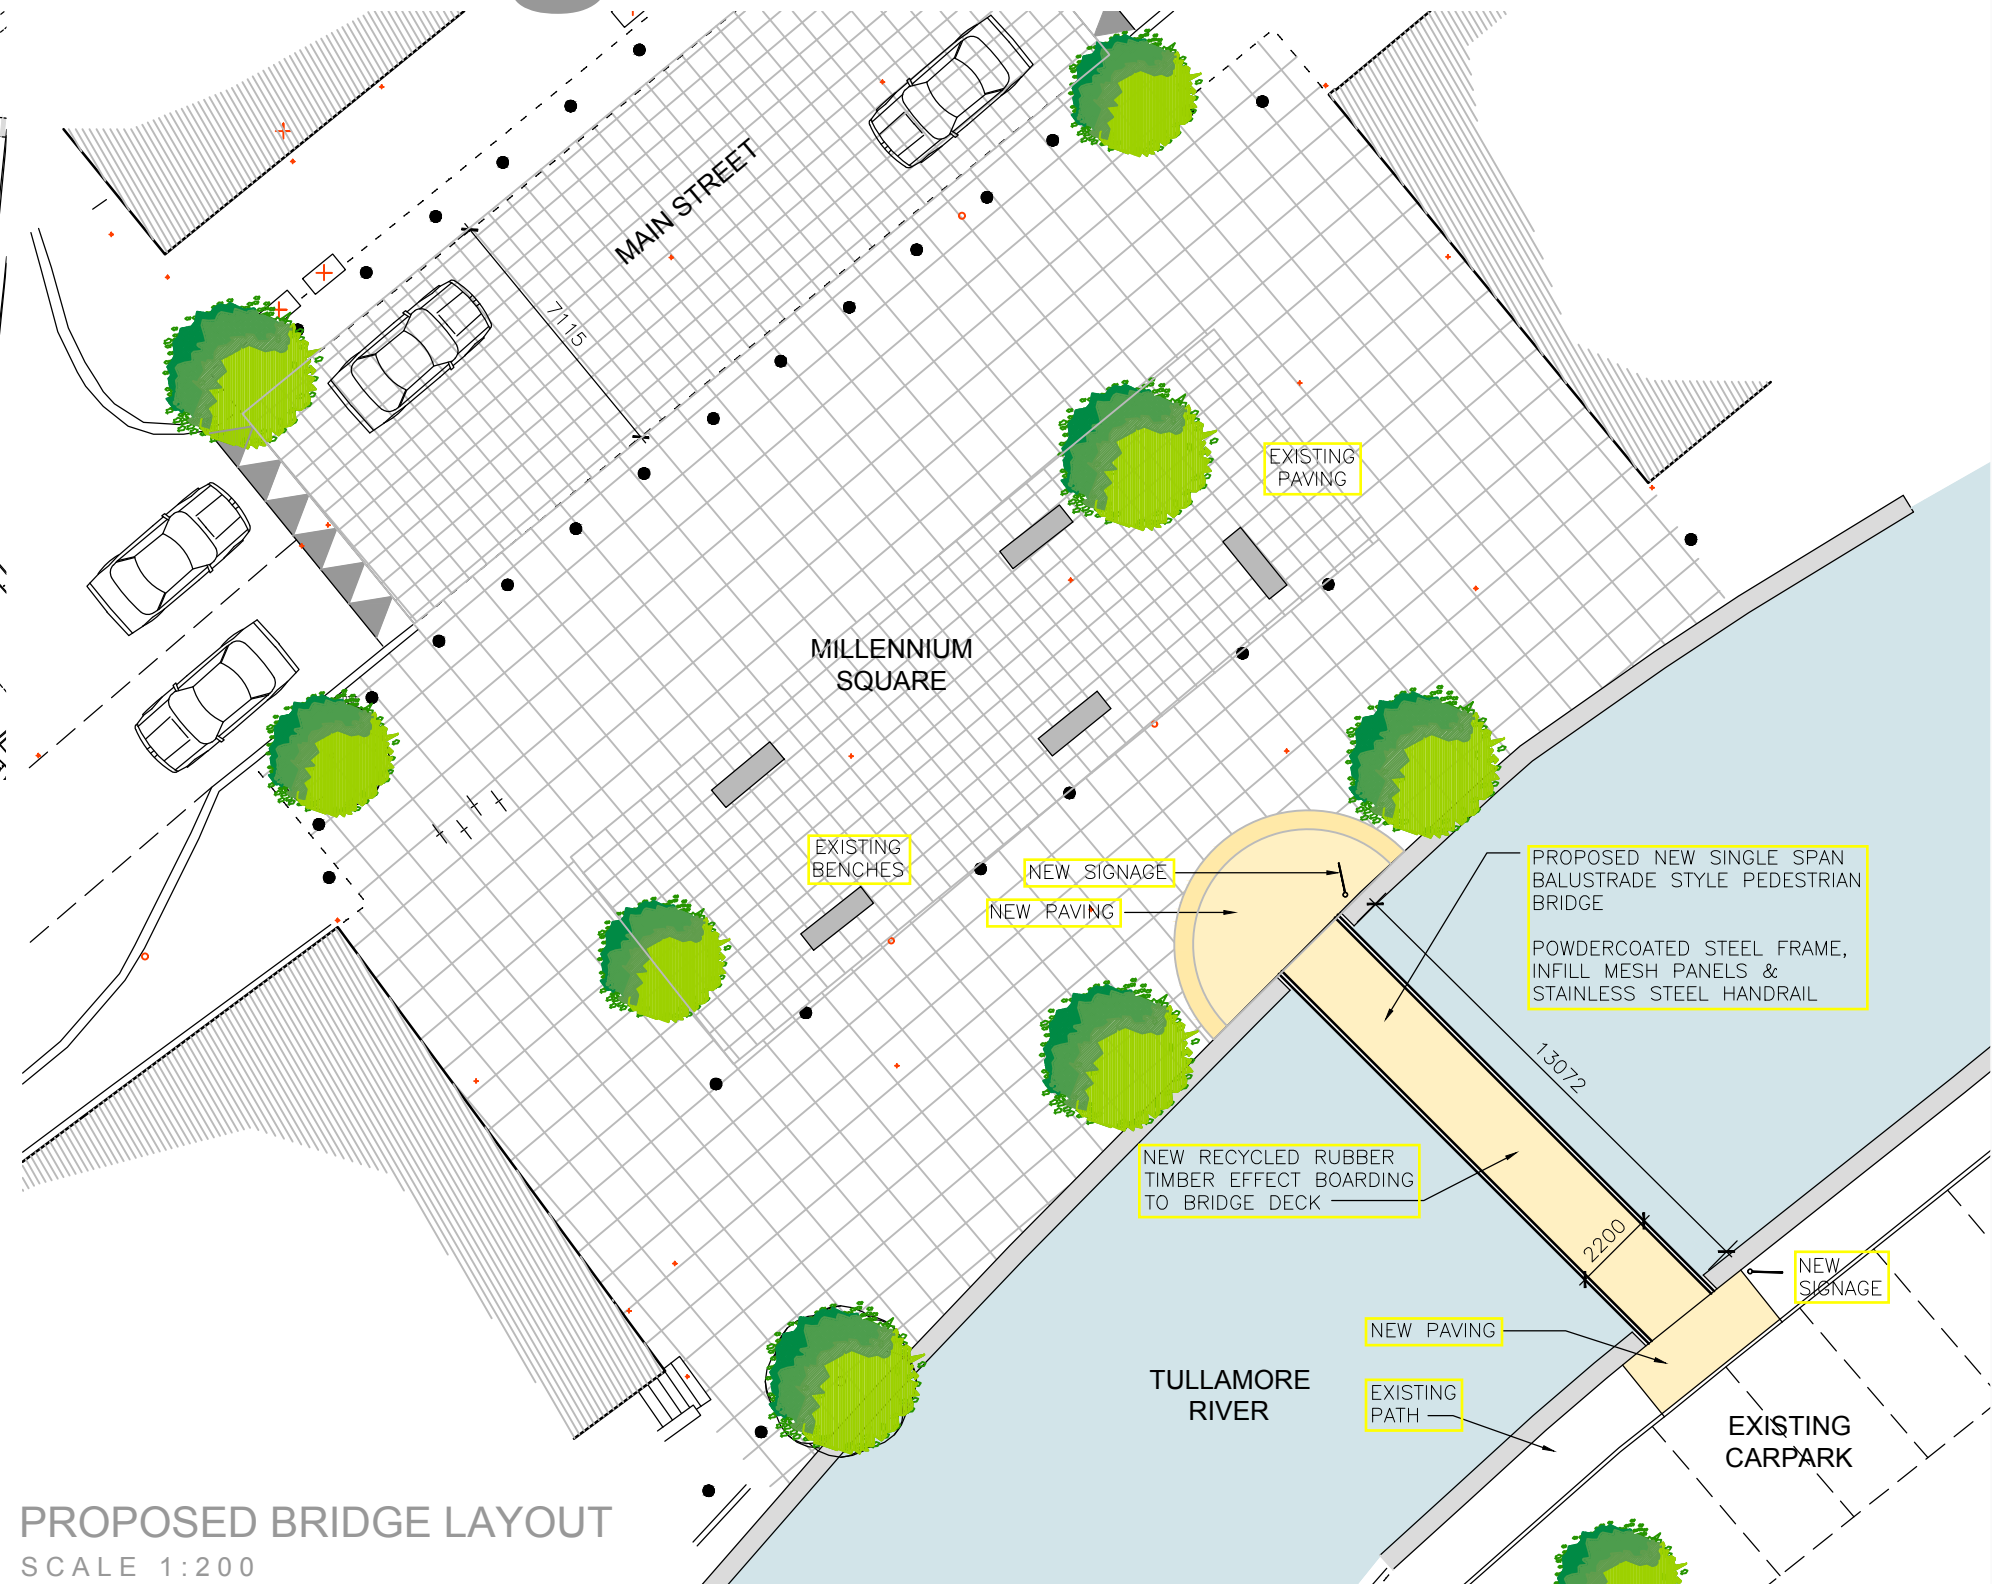 MAIN STREET
7115
EXISTING
PAVING
MILLENNIUM
SQUARE
EXISTING
BENCHES
NEW SIGNAGE
NEW PAVING
PROPOSED NEW SINGLE SPAN
BALUSTRADE STYLE PEDESTRIAN
BRIDGE
POWDERCOATED STEEL FRAME,
INFILL MESH PANELS &
STAINLESS STEEL HANDRAIL
13072
NEW RECYCLED RUBBER
TIMBER EFFECT BOARDING
TO BRIDGE DECK
2200
NEW
SIGNAGE
NEW PAVING
TULLAMORE
RIVER
EXISTING
PATH
EXISTING
CARPARK
PROPOSED BRIDGE LAYOUT
SCALE 1:200